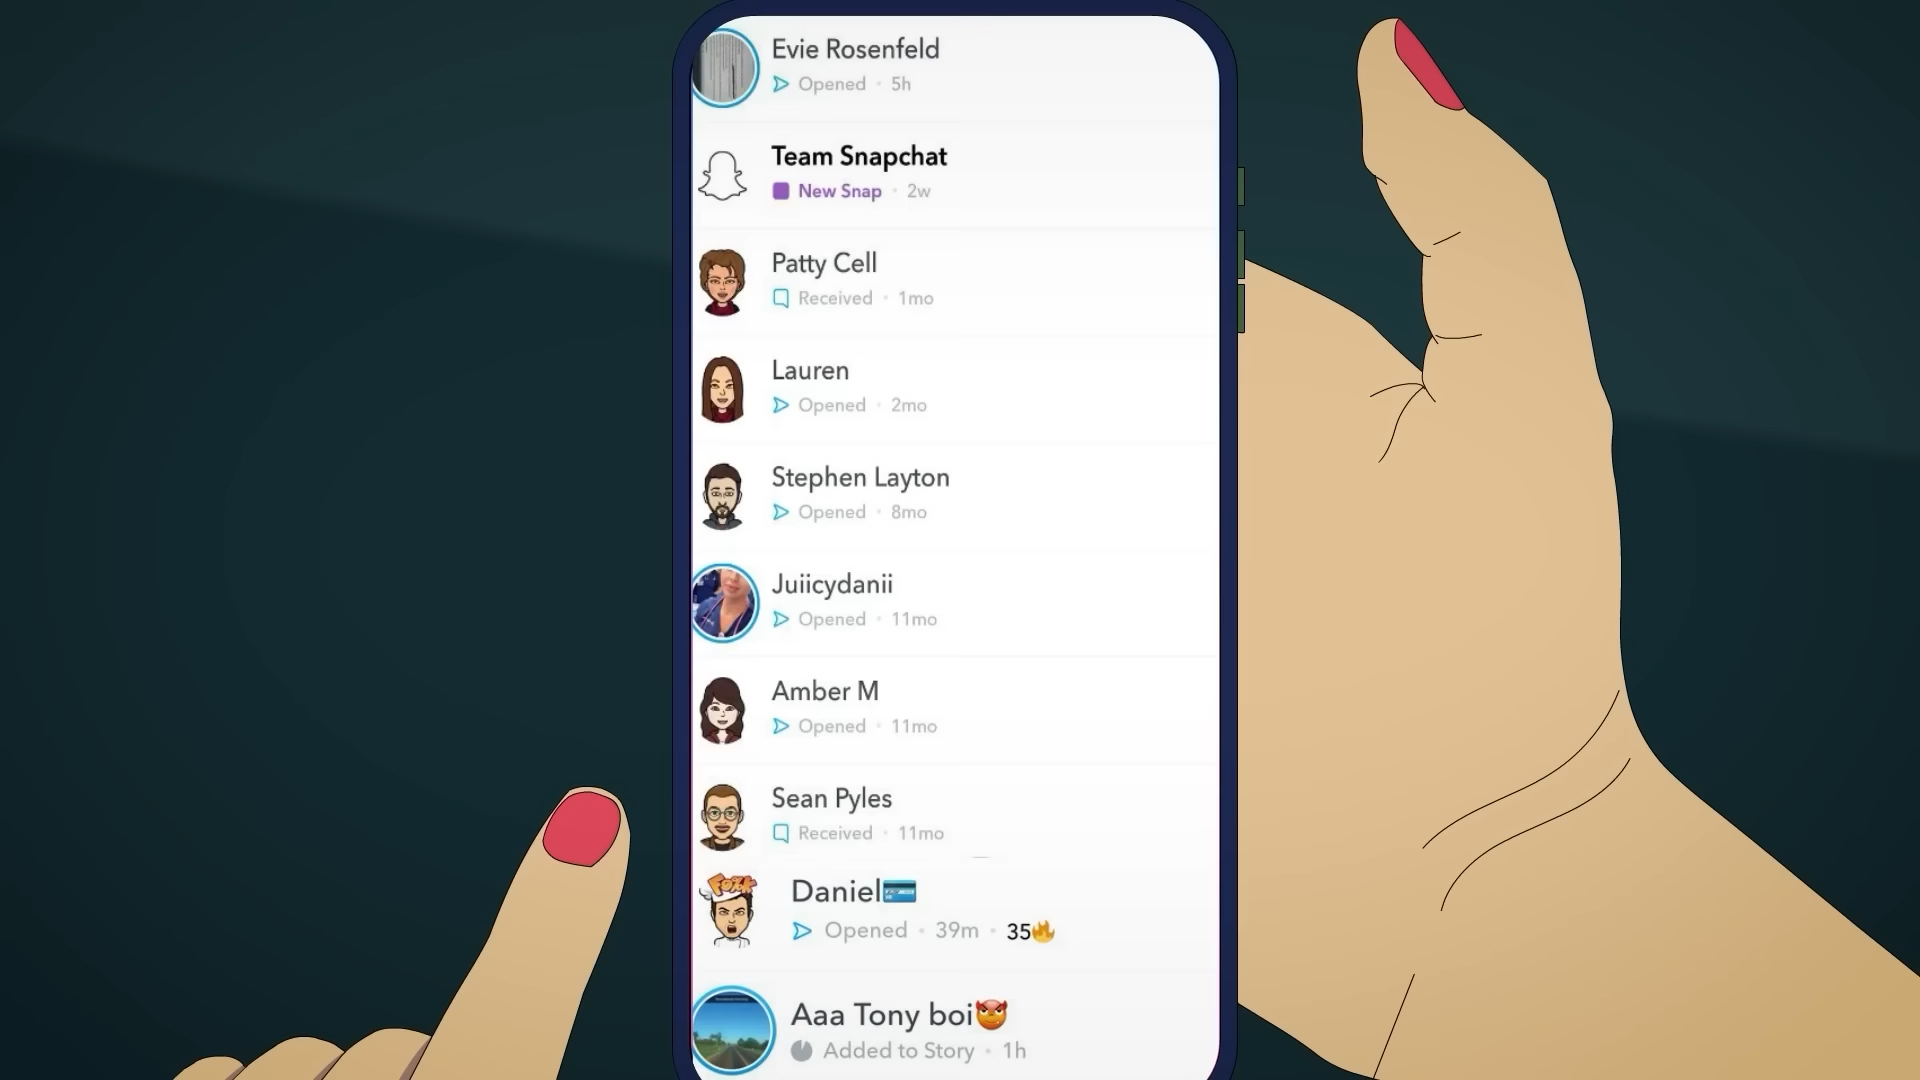 Evie Rosenfeld
Opened · 5h
Team Snapchat
New Snap · 2w
Patty Cell
Received · 1mo
Lauren
Opened · 2mo
Stephen Layton
Opened · 8mo
Juiicydanii
Opened · 11mo
Amber M
Opened · 11mo
Sean Pyles
Received · 11mo
Daniel💳
Opened · 39m · 35🔥
Aaa Tony boi👹
Added to Story · 1h